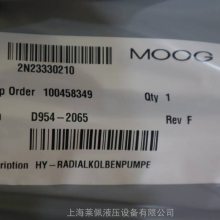 MOOG
2N23330210
p Order 100458349 Qty 1
D954-2065 Rev F
cription HY-RADIALKOLBENPUMPE
上海莱佩液压设备有限公司